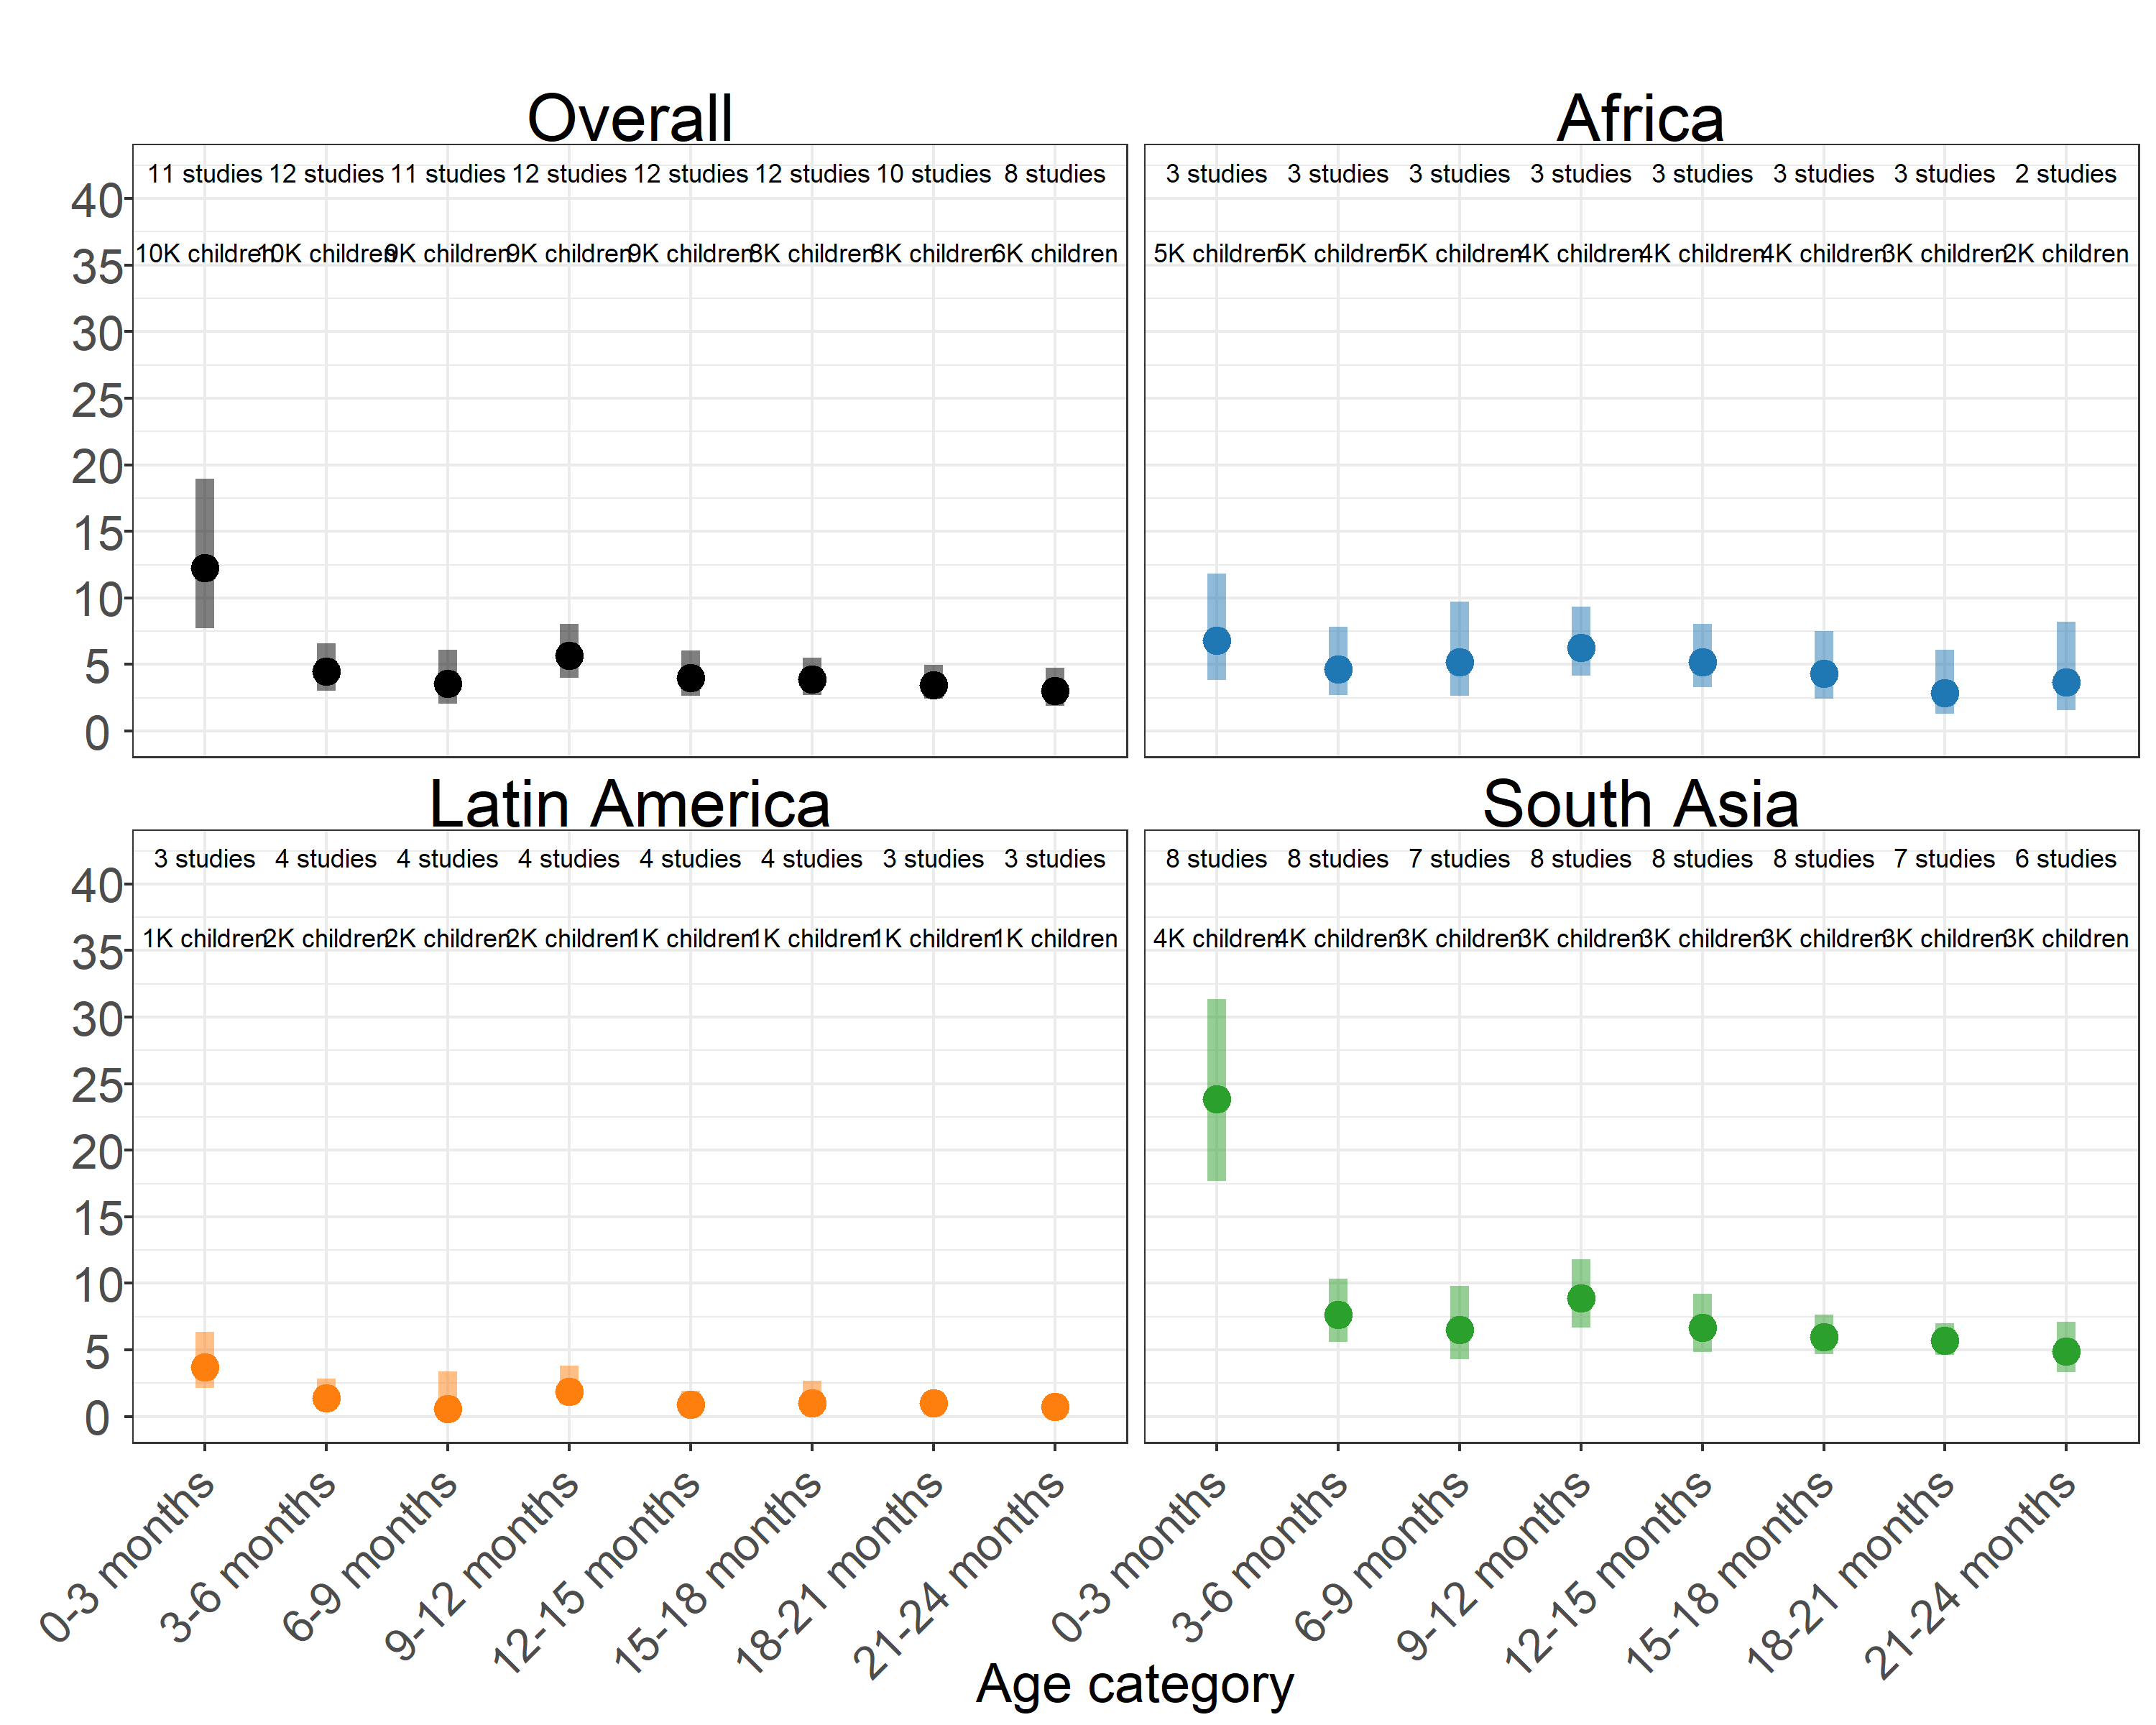 Overall
Africa
11 studies 12 studies 11 studies 12 studies 12 studies 12 studies 10 studies 8 studies
3 studies 3 studies 3 studies 3 studies 3 studies 3 studies 3 studies 2 studies
10K children 10K children 9K children 9K children 9K children 8K children 8K children 6K children
5K children 5K children 5K children 4K children 4K children 4K children 3K children 2K children
40
35
30
25
20
15
10
5
0
Latin America
South Asia
3 studies 4 studies 4 studies 4 studies 4 studies 4 studies 3 studies 3 studies
8 studies 8 studies 7 studies 8 studies 8 studies 8 studies 7 studies 6 studies
1K children 2K children 2K children 2K children 1K children 1K children 1K children 1K children
4K children 4K children 3K children 3K children 3K children 3K children 3K children 3K children
40
35
30
25
20
15
10
5
0
0-3 months
3-6 months
6-9 months
9-12 months
12-15 months
15-18 months
18-21 months
21-24 months
0-3 months
3-6 months
6-9 months
9-12 months
12-15 months
15-18 months
18-21 months
21-24 months
Age category